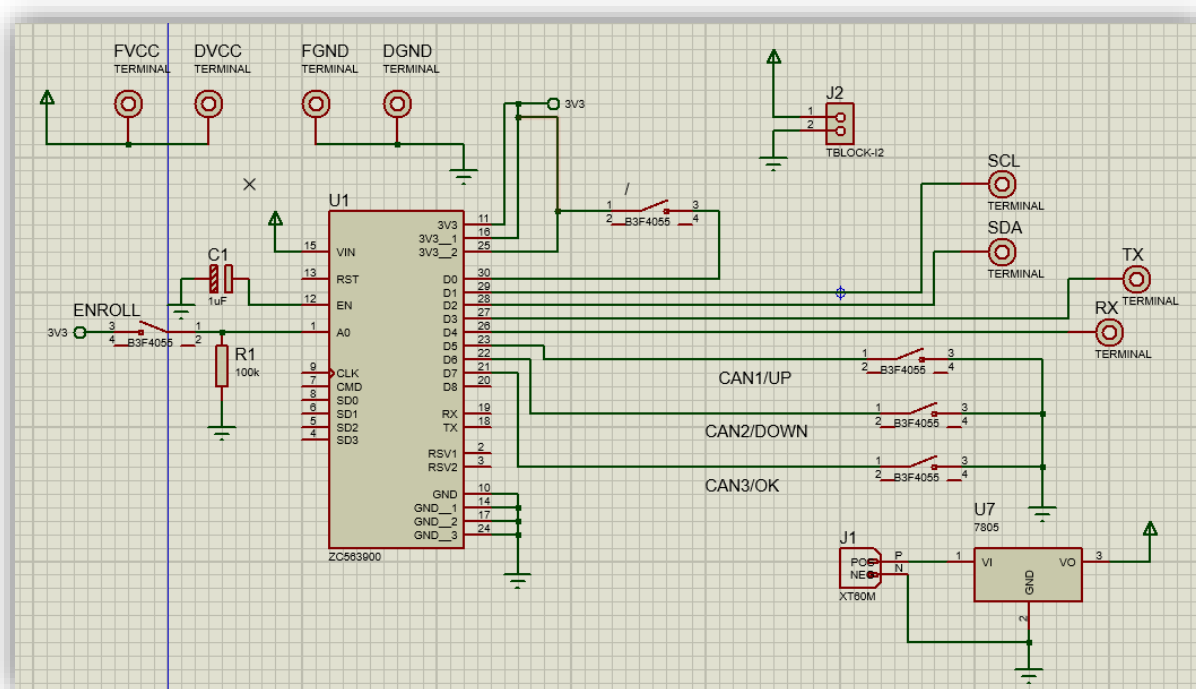 FVCC
TERMINAL
DVCC
TERMINAL
FGND
TERMINAL
DGND
TERMINAL
3V3
J2
1
2
TBLOCK-I2
SCL
TERMINAL
SDA
TERMINAL
TX
TERMINAL
RX
TERMINAL
/
1
2
3
4
B3F4055
U1
15 VIN
13 RST
12 EN
1 A0
9 CLK
7 CMD
8 SD0
6 SD1
5 SD2
4 SD3
3V3 11
3V3__1 16
3V3__2 25
D0 30
D1 29
D2 28
D3 27
D4 26
D5 23
D6 22
D7 21
D8 20
RX 19
TX 18
RSV1 2
RSV2 3
GND 10
GND__1 14
GND__2 17
GND__3 24
ZC563900
C1
1uF
ENROLL
3V3
3
4
1
2
B3F4055
R1
100k
CAN1/UP
1
2
3
4
B3F4055
CAN2/DOWN
1
2
3
4
B3F4055
CAN3/OK
1
2
3
4
B3F4055
J1
POS P
NEG N
XT60M
U7
7805
1 VI
VO 3
GND
2